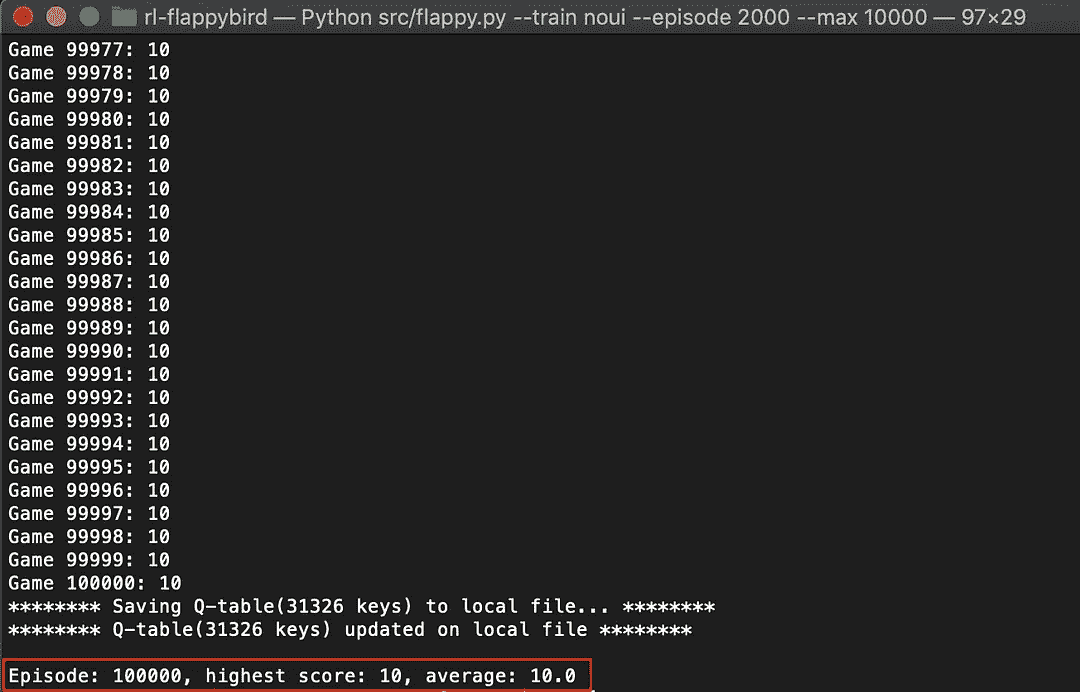 rl-flappybird — Python src/flappy.py --train noui --episode 2000 --max 10000 — 97×29
Game 99977: 10
Game 99978: 10
Game 99979: 10
Game 99980: 10
Game 99981: 10
Game 99982: 10
Game 99983: 10
Game 99984: 10
Game 99985: 10
Game 99986: 10
Game 99987: 10
Game 99988: 10
Game 99989: 10
Game 99990: 10
Game 99991: 10
Game 99992: 10
Game 99993: 10
Game 99994: 10
Game 99995: 10
Game 99996: 10
Game 99997: 10
Game 99998: 10
Game 99999: 10
Game 100000: 10
******** Saving Q-table(31326 keys) to local file... ********
******** Q-table(31326 keys) updated on local file ********
Episode: 100000, highest score: 10, average: 10.0